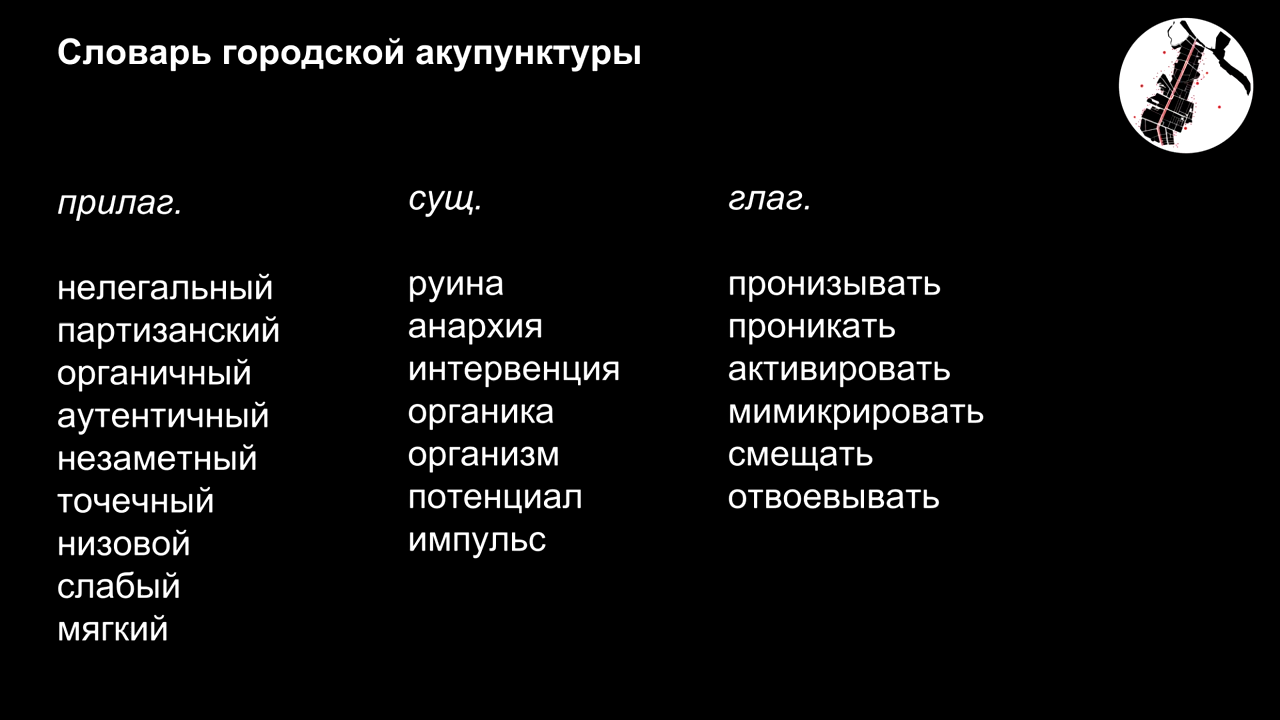 Словарь городской акупунктуры
прилаг.
нелегальный
партизанский
органичный
аутентичный
незаметный
точечный
низовой
слабый
мягкий
сущ.
руина
анархия
интервенция
органика
организм
потенциал
импульс
глаг.
пронизывать
проникать
активировать
мимикрировать
смещать
отвоевывать